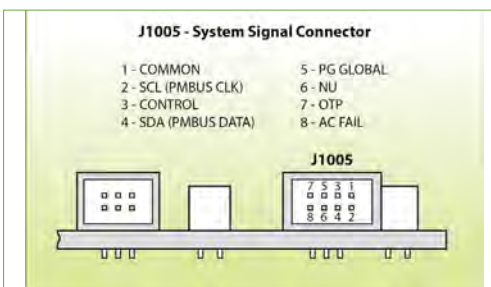 J1005 - System Signal Connector
1 - COMMON
2 - SCL (PMBUS CLK)
3 - CONTROL
4 - SDA (PMBUS DATA)
5 - PG GLOBAL
6 - NU
7 - OTP
8 - AC FAIL
J1005
7 5 3 1
8 6 4 2